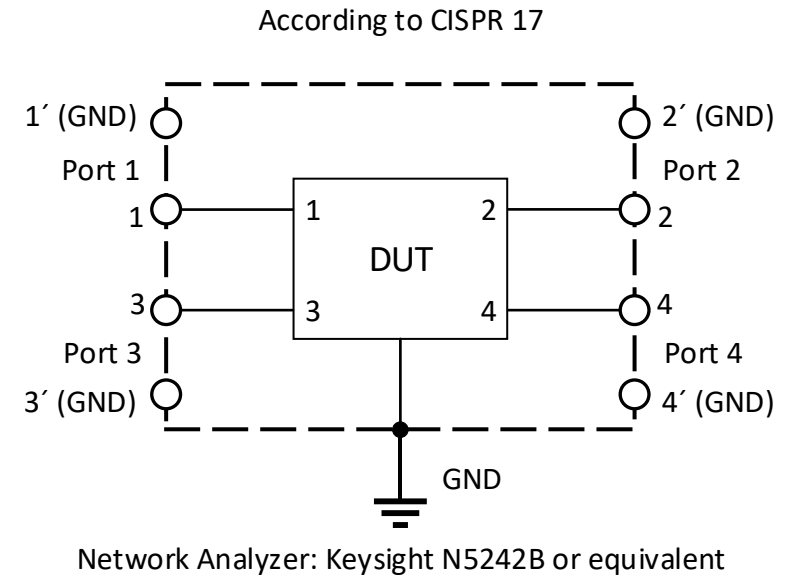 According to CISPR 17
1´ (GND)
2´ (GND)
Port 1
Port 2
1
1
2
2
DUT
3
3
4
4
Port 3
Port 4
3´ (GND)
4´ (GND)
GND
Network Analyzer: Keysight N5242B or equivalent